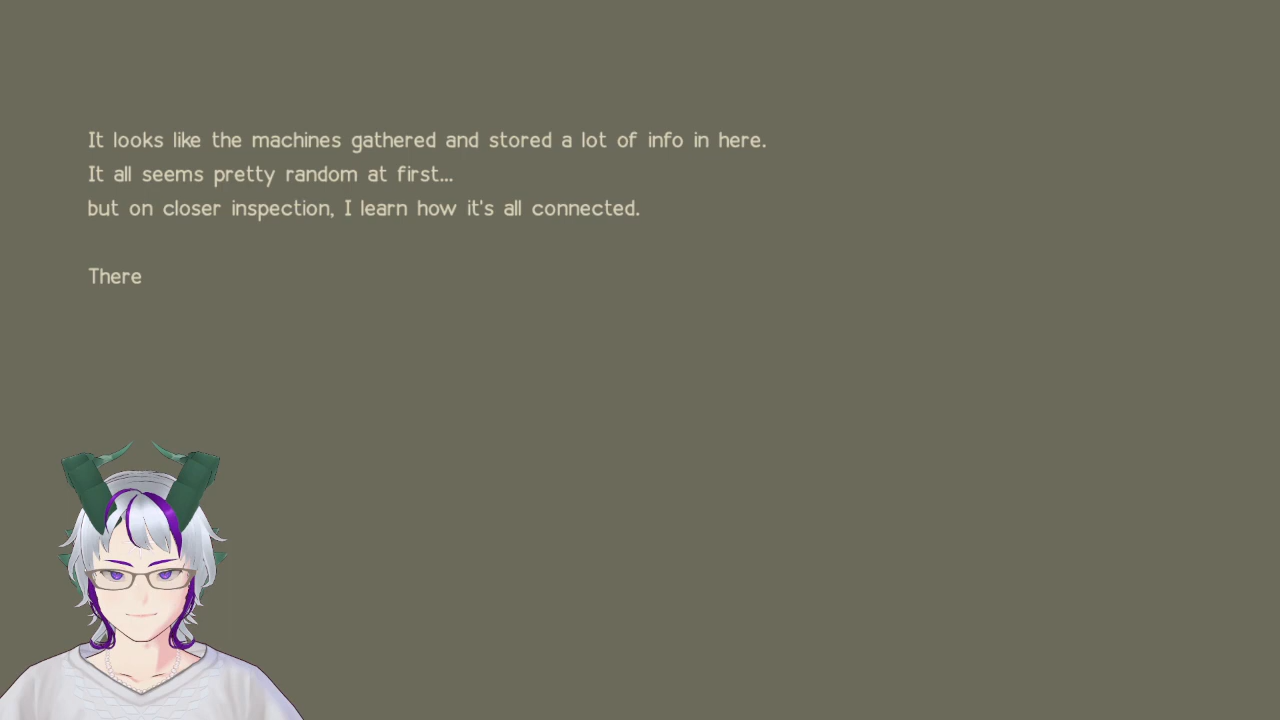 It looks like the machines gathered and stored a lot of info in here.
It all seems pretty random at first...
but on closer inspection, I learn how it's all connected.
There